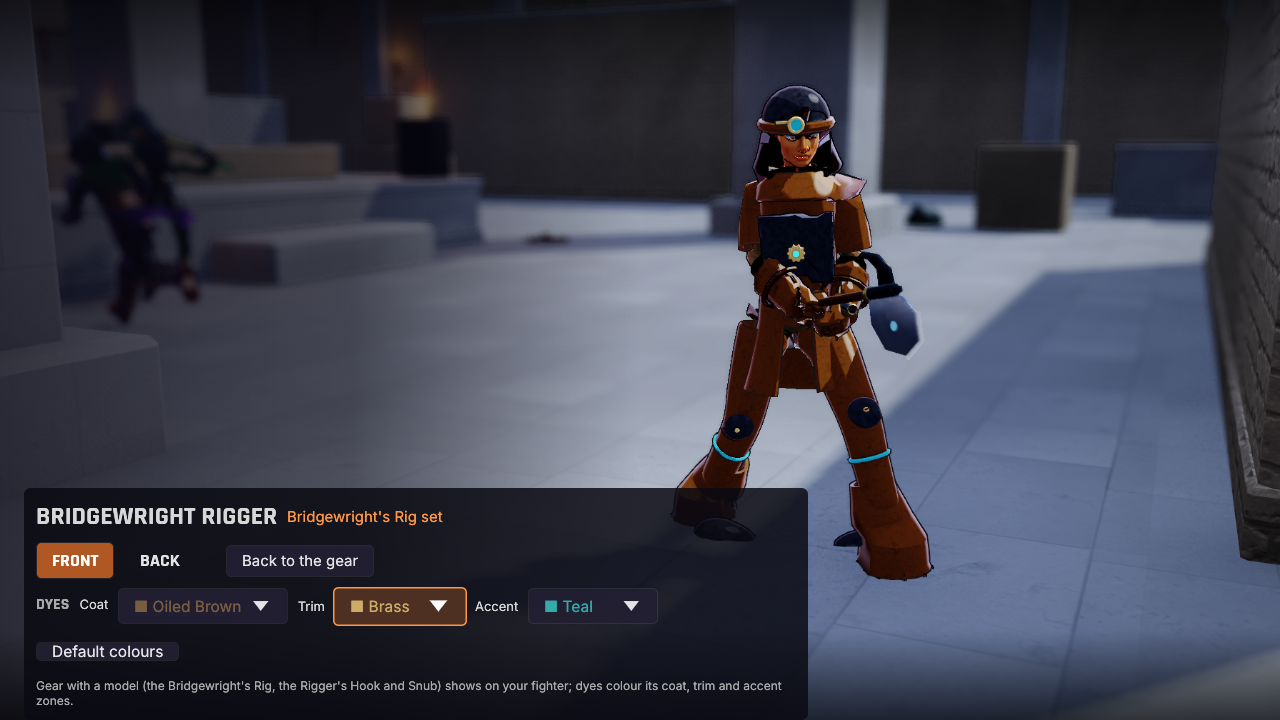 BRIDGEWRIGHT RIGGER Bridgewright's Rig set
FRONT BACK Back to the gear
DYES Coat Oiled Brown Trim Brass Accent Teal
Default colours
Gear with a model (the Bridgewright's Rig, the Rigger's Hook and Snub) shows on your fighter; dyes colour its coat, trim and accent
zones.